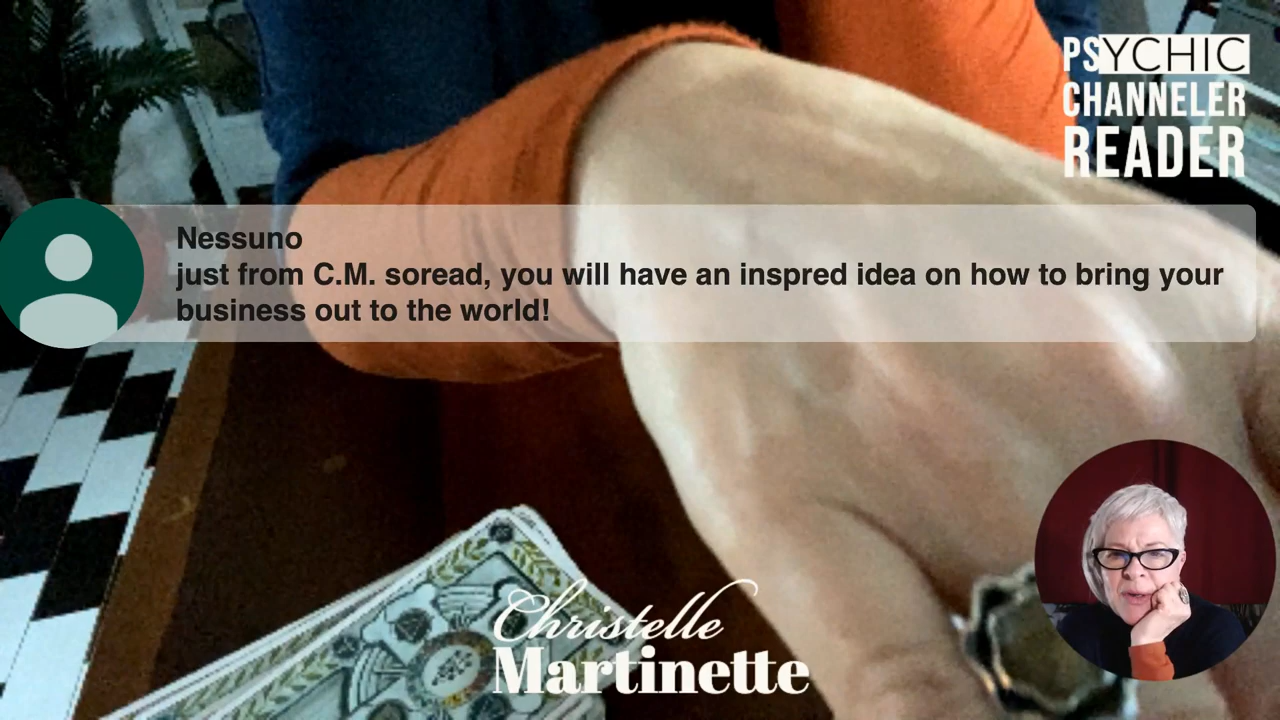 PSYCHIC
CHANNELER
READER
Nessuno
just from C.M. soread, you will have an inspred idea on how to bring your
business out to the world!
Christelle
Martinette